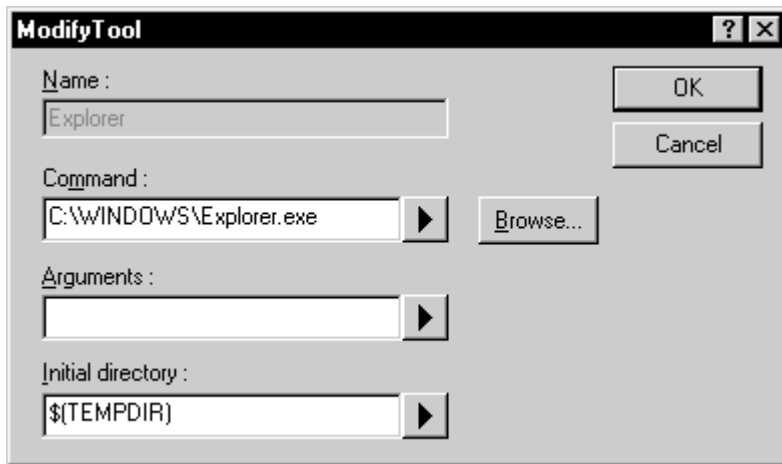 ModifyTool
Name :
Explorer
OK
Cancel
Command :
C:\WINDOWS\Explorer.exe
Browse...
Arguments :
Initial directory :
$(TEMPDIR)